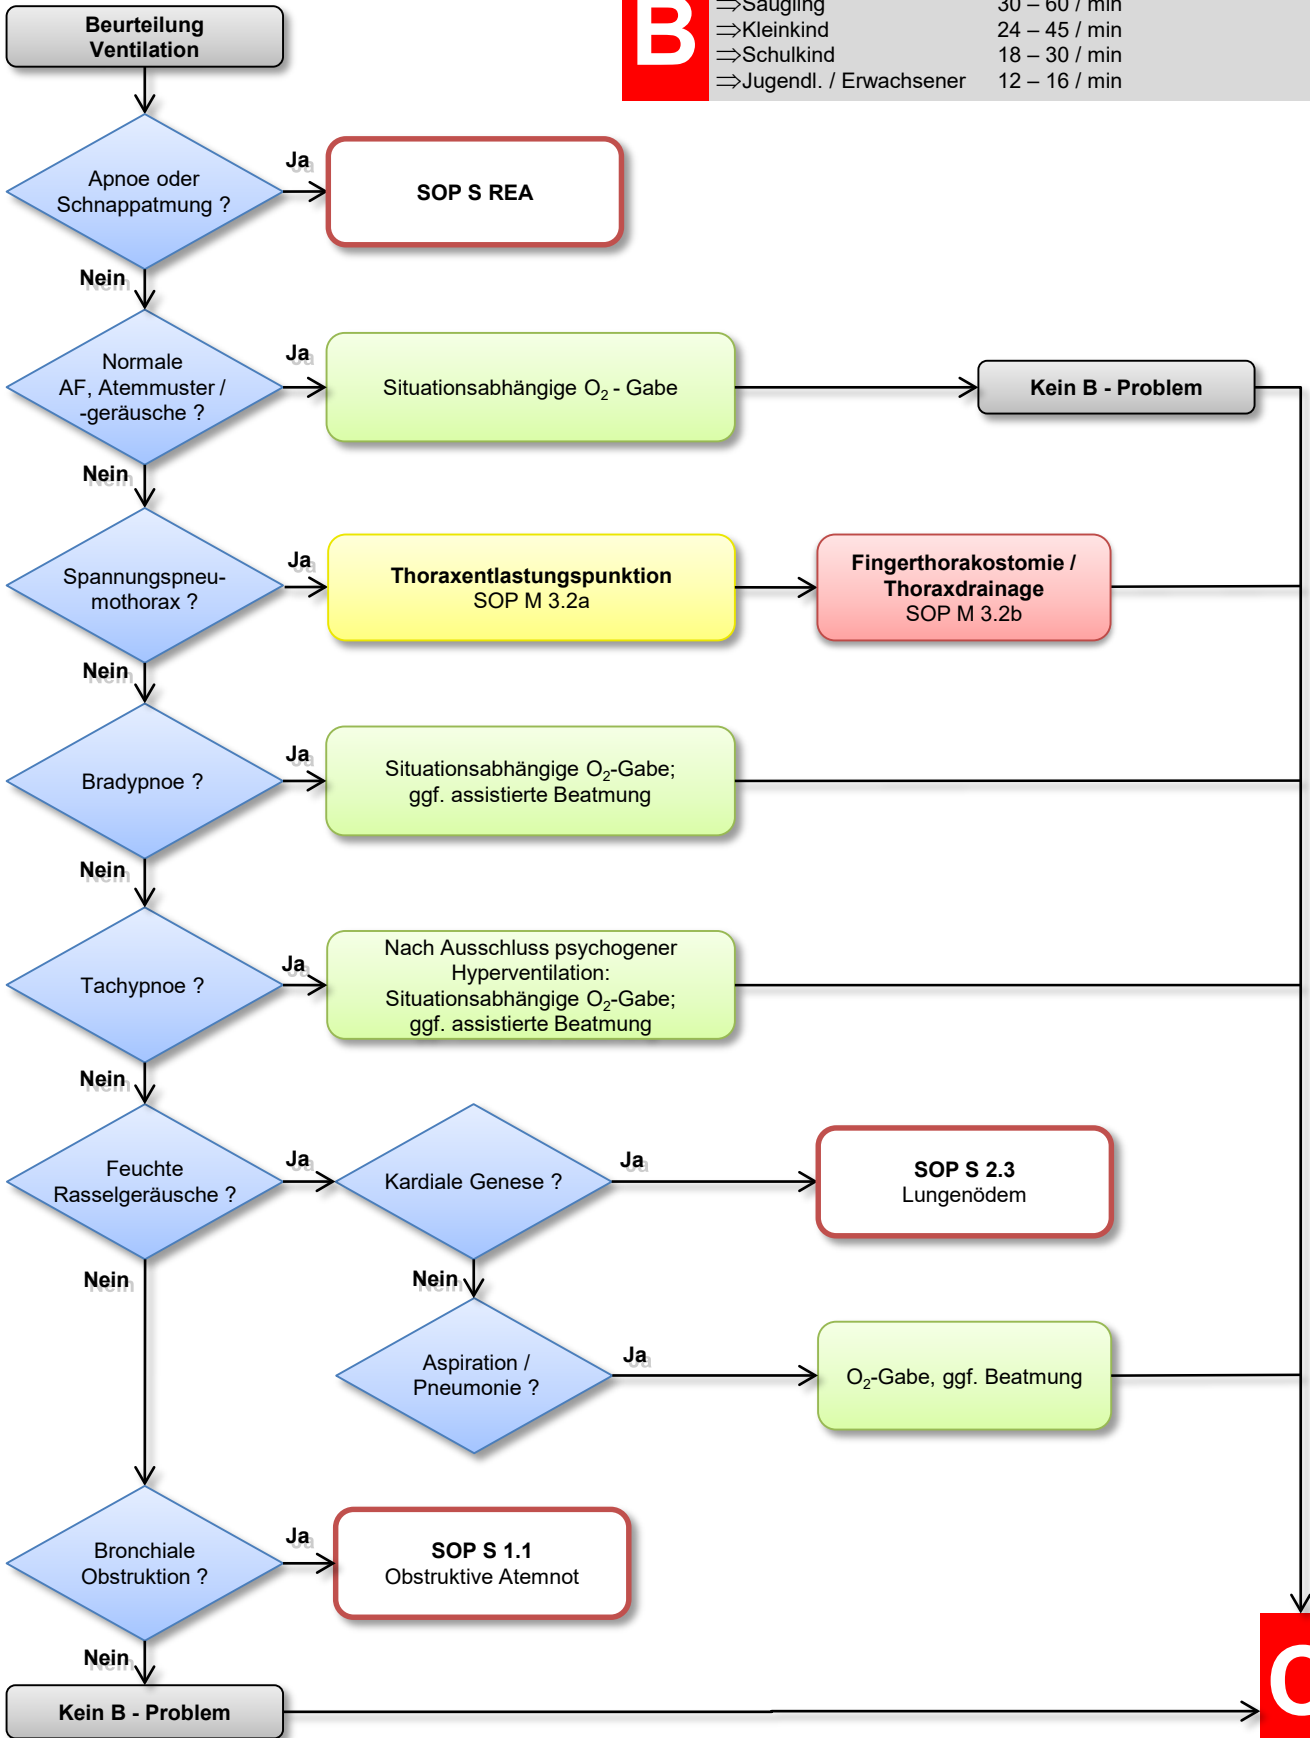 Beurteilung
Ventilation
B
⇒Säugling 30 – 60 / min
⇒Kleinkind 24 – 45 / min
⇒Schulkind 18 – 30 / min
⇒Jugendl. / Erwachsener 12 – 16 / min
Apnoe oder
Schnappatmung ?
Ja
SOP S REA
Nein
Normale
AF, Atemmuster /
-geräusche ?
Ja
Situationsabhängige O₂ - Gabe
Kein B - Problem
Nein
Spannungspneu-
mothorax ?
Ja
Thoraxentlastungspunktion
SOP M 3.2a
Fingerthorakostomie /
Thoraxdrainage
SOP M 3.2b
Nein
Bradypnoe ?
Ja
Situationsabhängige O₂-Gabe;
ggf. assistierte Beatmung
Nein
Tachypnoe ?
Ja
Nach Ausschluss psychogener
Hyperventilation:
Situationsabhängige O₂-Gabe;
ggf. assistierte Beatmung
Nein
Feuchte
Rasselgeräusche ?
Ja
Kardiale Genese ?
Ja
SOP S 2.3
Lungenödem
Nein
Nein
Aspiration /
Pneumonie ?
Ja
O₂-Gabe, ggf. Beatmung
Bronchiale
Obstruktion ?
Ja
SOP S 1.1
Obstruktive Atemnot
Nein
Kein B - Problem
C